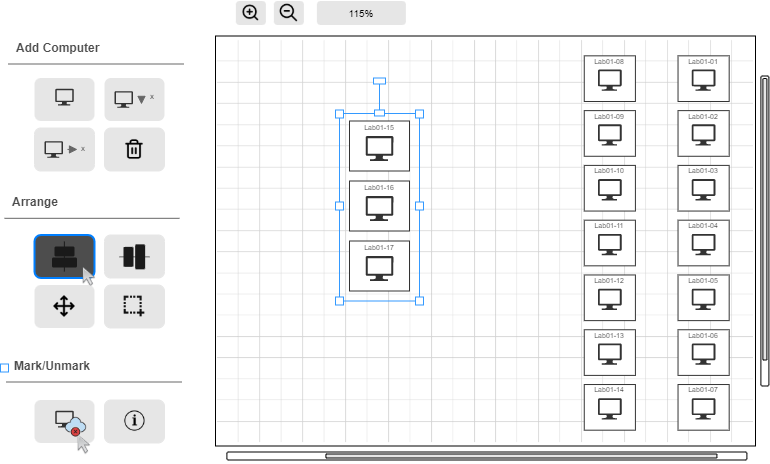 115%
Add Computer
x
x
Arrange
Mark/Unmark
Lab01-15
Lab01-16
Lab01-17
Lab01-08
Lab01-09
Lab01-10
Lab01-11
Lab01-12
Lab01-13
Lab01-14
Lab01-01
Lab01-02
Lab01-03
Lab01-04
Lab01-05
Lab01-06
Lab01-07